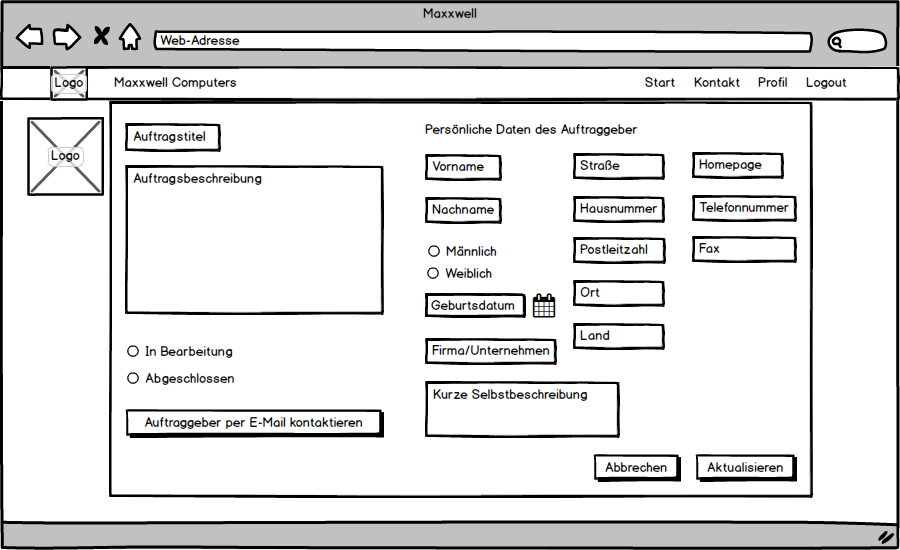 Maxxwell
Web-Adresse
Logo
Maxxwell Computers
Start
Kontakt
Profil
Logout
Logo
Auftragstitel
Auftragsbeschreibung
In Bearbeitung
Abgeschlossen
Auftraggeber per E-Mail kontaktieren
Persönliche Daten des Auftraggeber
Vorname
Nachname
Männlich
Weiblich
Geburtsdatum
Firma/Unternehmen
Kurze Selbstbeschreibung
Straße
Hausnummer
Postleitzahl
Ort
Land
Homepage
Telefonnummer
Fax
Abbrechen
Aktualisieren